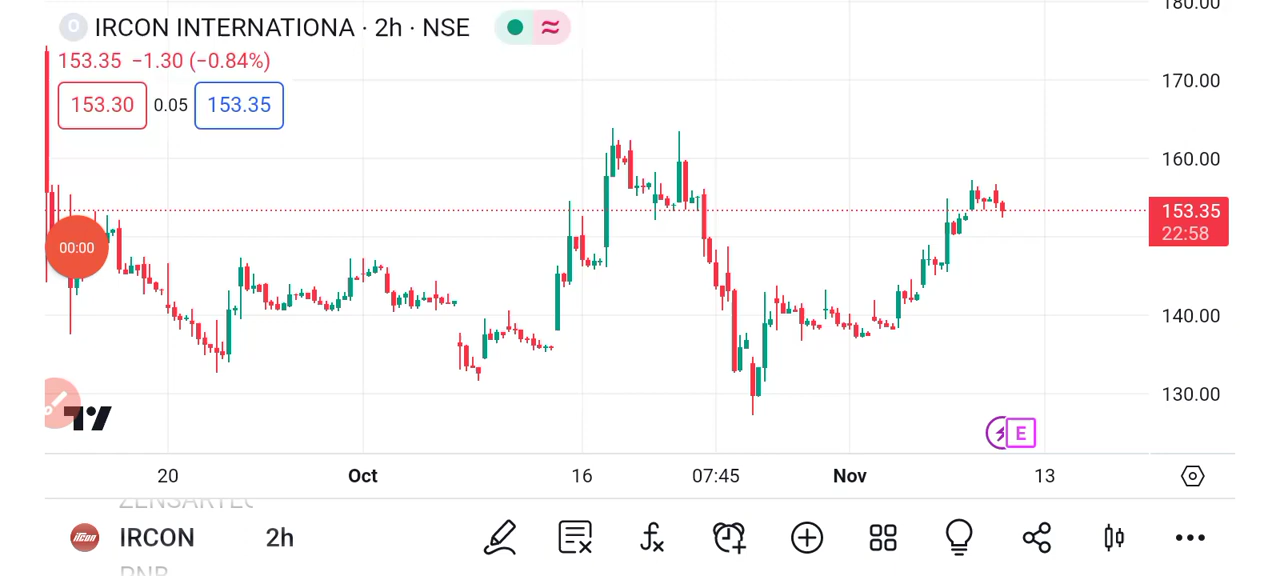 180.00
O IRCON INTERNATIONA · 2h · NSE
153.35 −1.30 (−0.84%)
170.00
153.30 0.05 153.35
160.00
153.35
22:58
00:00
140.00
130.00
E
20 Oct 16 07:45 Nov 13
ZENSARTEC
IRCON 2h
PNB